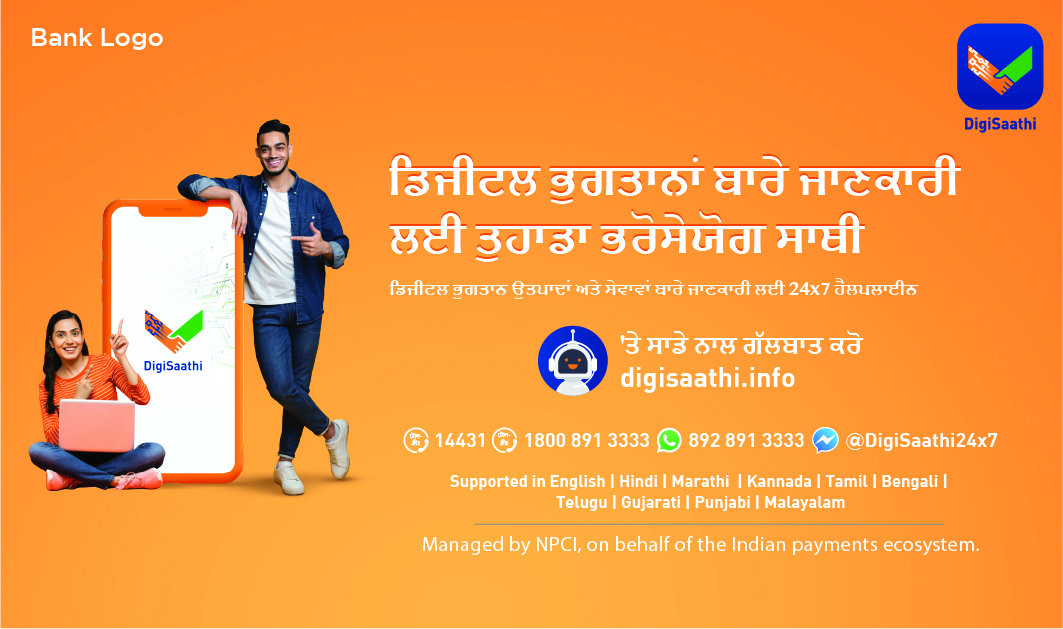 Bank Logo
DigiSaathi
ਡਿਜੀਟਲ ਭੁਗਤਾਨਾਂ ਬਾਰੇ ਜਾਣਕਾਰੀ
ਲਈ ਤੁਹਾਡਾ ਭਰੋਸੇਯੋਗ ਸਾਥੀ
ਡਿਜੀਟਲ ਭੁਗਤਾਨ ਉਤਪਾਦਾਂ ਅਤੇ ਸੇਵਾਵਾਂ ਬਾਰੇ ਜਾਣਕਾਰੀ ਲਈ 24x7 ਹੈਲਪਲਾਈਨ
DigiSaathi
'ਤੇ ਸਾਡੇ ਨਾਲ ਗੱਲਬਾਤ ਕਰੋ
digisaathi.info
14431 1800 891 3333 892 891 3333 @DigiSaathi24x7
Supported in English | Hindi | Marathi | Kannada | Tamil | Bengali |
Telugu | Gujarati | Punjabi | Malayalam
Managed by NPCI, on behalf of the Indian payments ecosystem.